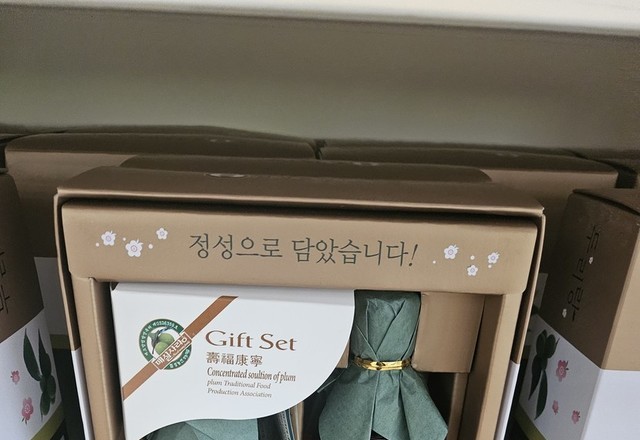 정성으로 담았습니다!
Gift Set
壽福康寧
Concentrated soultion of plum
plum Traditional Food
Production Association